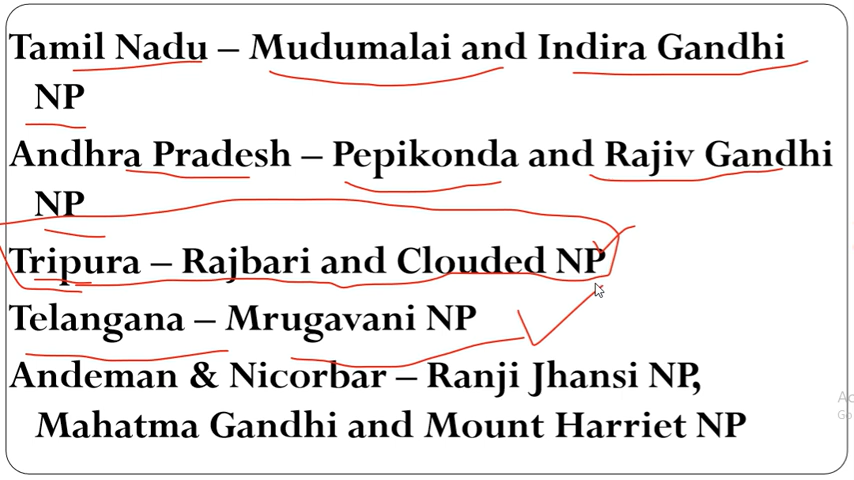 Tamil Nadu – Mudumalai and Indira Gandhi
NP
Andhra Pradesh – Pepikonda and Rajiv Gandhi
NP
Tripura – Rajbari and Clouded NP
Telangana – Mrugavani NP
Andeman & Nicorbar – Ranji Jhansi NP,
Mahatma Gandhi and Mount Harriet NP